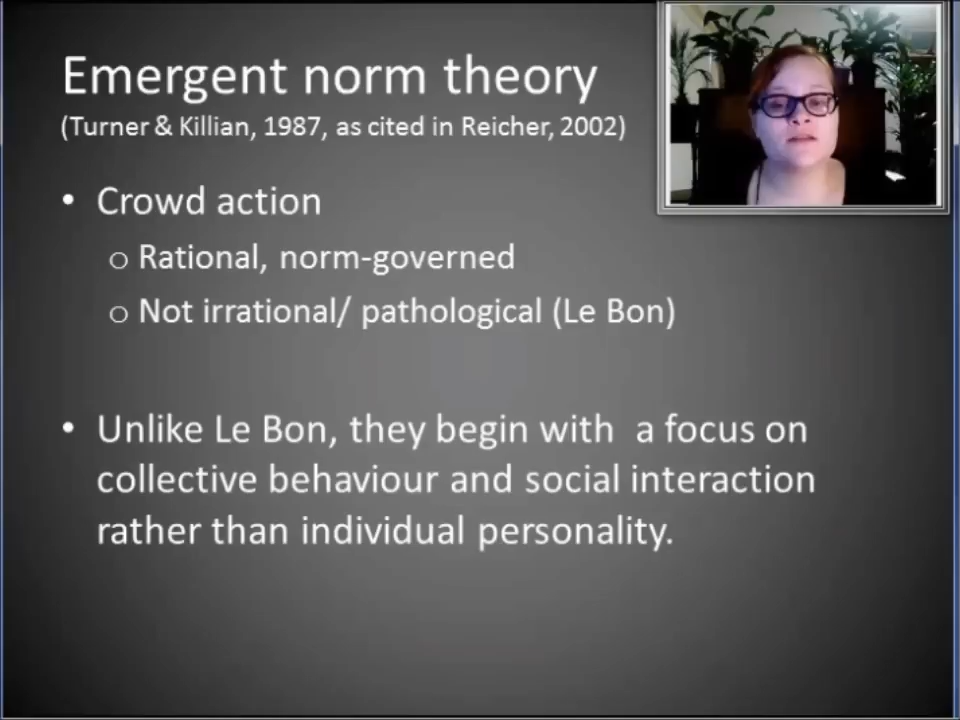 Emergent norm theory
(Turner & Killian, 1987, as cited in Reicher, 2002)
• Crowd action
o Rational, norm-governed
o Not irrational/ pathological (Le Bon)
• Unlike Le Bon, they begin with  a focus on
collective behaviour and social interaction
rather than individual personality.